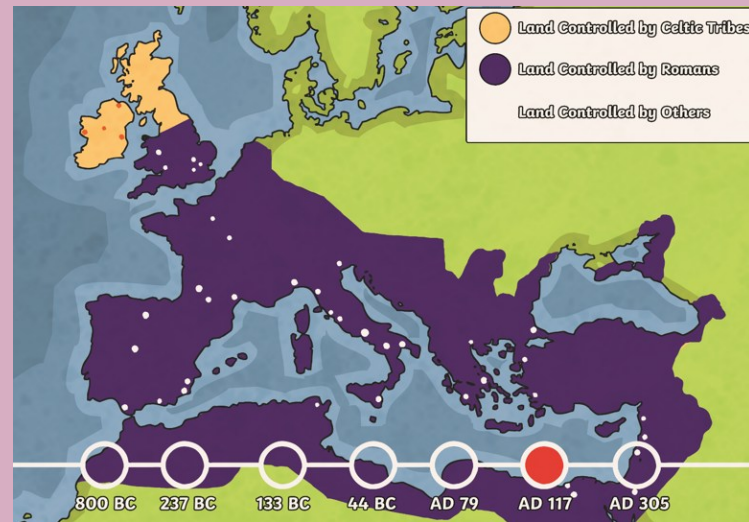 Land Controlled by Celtic Tribes
Land Controlled by Romans
Land Controlled by Others
800 BC
237 BC
133 BC
44 BC
AD 79
AD 117
AD 305